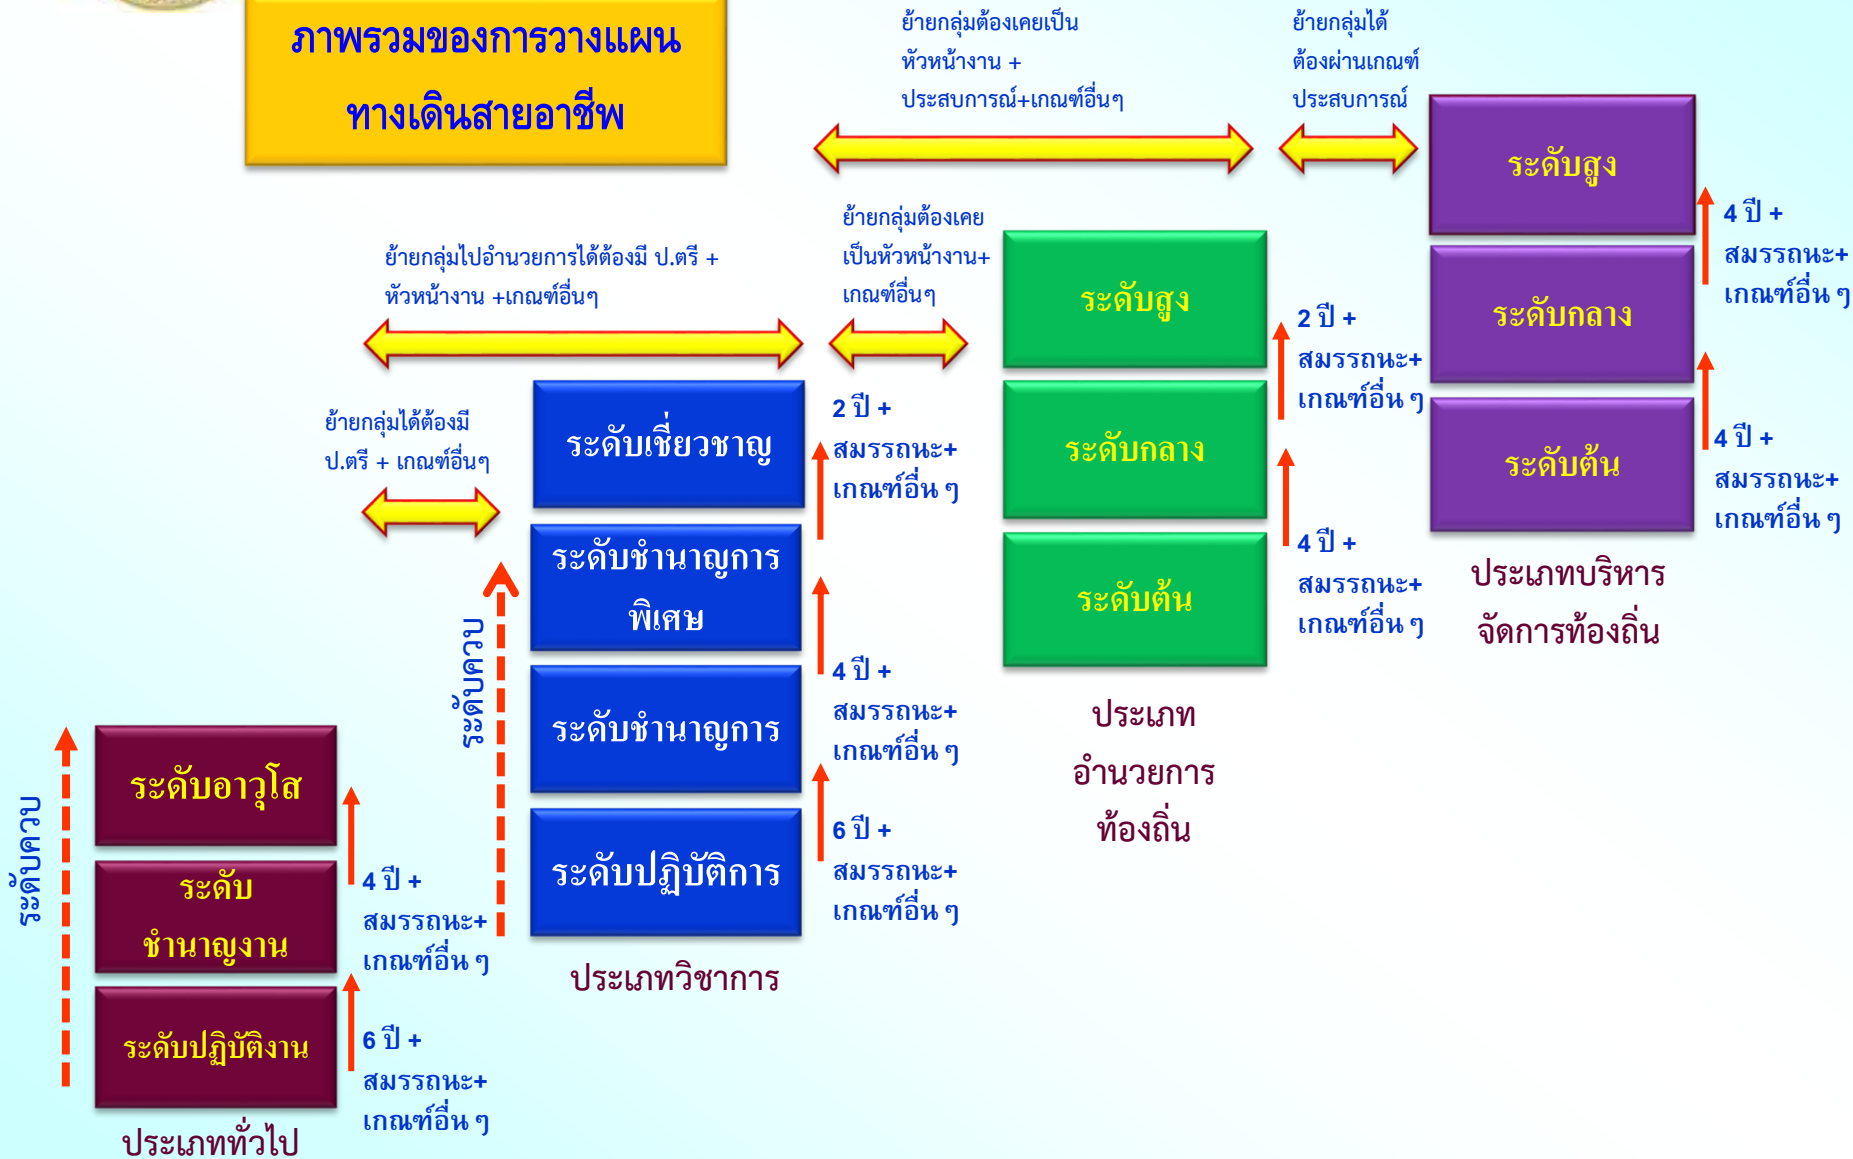 ภาพรวมของการวางแผน
ทางเดินสายอาชีพ
ย้ายกลุ่มต้องเคยเป็น
หัวหน้างาน +
ประสบการณ์+เกณฑ์อื่นๆ
ย้ายกลุ่มได้
ต้องผ่านเกณฑ์
ประสบการณ์
ย้ายกลุ่มไปอำนวยการได้ต้องมี ป.ตรี +
หัวหน้างาน +เกณฑ์อื่นๆ
ย้ายกลุ่มต้องเคย
เป็นหัวหน้างาน+
เกณฑ์อื่นๆ
ย้ายกลุ่มได้ต้องมี
ป.ตรี + เกณฑ์อื่นๆ
ระดับควบ
ระดับอาวุโส
ระดับ
ชำนาญงาน
ระดับปฏิบัติงาน
4 ปี +
สมรรถนะ+
เกณฑ์อื่น ๆ
6 ปี +
สมรรถนะ+
เกณฑ์อื่น ๆ
ประเภททั่วไป
ระดับควบ
ระดับเชี่ยวชาญ
ระดับชำนาญการ
พิเศษ
ระดับชำนาญการ
ระดับปฏิบัติการ
2 ปี +
สมรรถนะ+
เกณฑ์อื่น ๆ
4 ปี +
สมรรถนะ+
เกณฑ์อื่น ๆ
6 ปี +
สมรรถนะ+
เกณฑ์อื่น ๆ
ประเภทวิชาการ
ระดับสูง
ระดับกลาง
ระดับต้น
2 ปี +
สมรรถนะ+
เกณฑ์อื่น ๆ
4 ปี +
สมรรถนะ+
เกณฑ์อื่น ๆ
ประเภท
อำนวยการ
ท้องถิ่น
ระดับสูง
ระดับกลาง
ระดับต้น
4 ปี +
สมรรถนะ+
เกณฑ์อื่น ๆ
4 ปี +
สมรรถนะ+
เกณฑ์อื่น ๆ
ประเภทบริหาร
จัดการท้องถิ่น